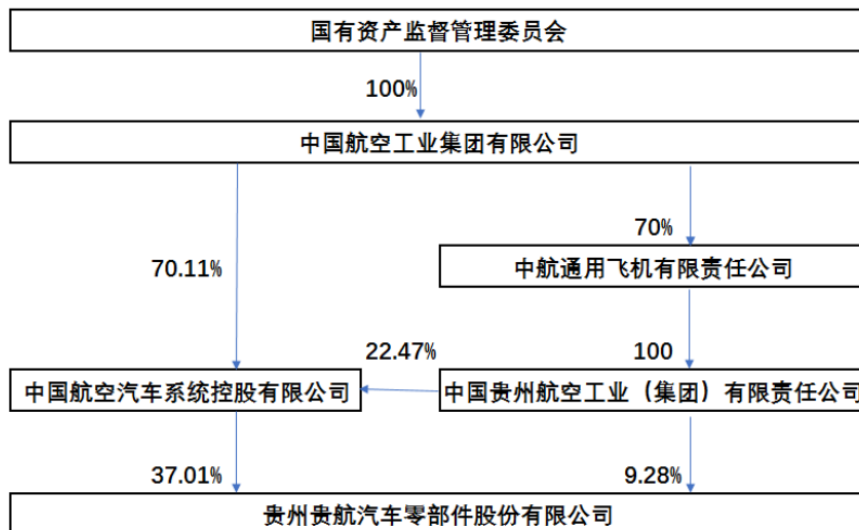 国有资产监督管理委员会
100%
中国航空工业集团有限公司
70%
70.11%
中航通用飞机有限责任公司
22.47%
100
中国航空汽车系统控股有限公司
中国贵州航空工业（集团）有限责任公司
37.01%
9.28%
贵州贵航汽车零部件股份有限公司